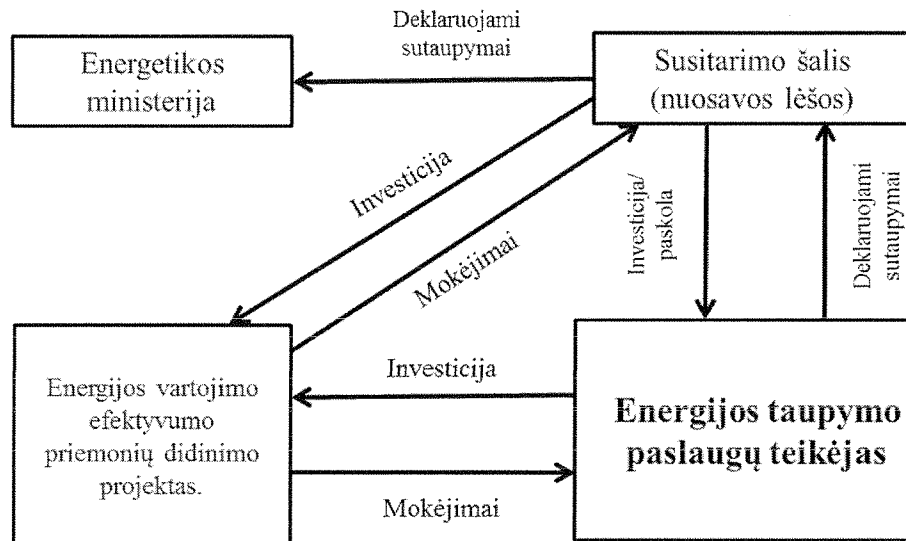 Deklaruojami
sutaupymai
Energetikos
ministerija
Susitarimo šalis
(nuosavos lėšos)
Investicija
Mokėjimai
Investicija/
paskola
Deklaruojami
sutaupymai
Energijos vartojimo
efektyvumo
priemonių didinimo
projektas.
Investicija
Mokėjimai
Energijos taupymo
paslaugų teikėjas